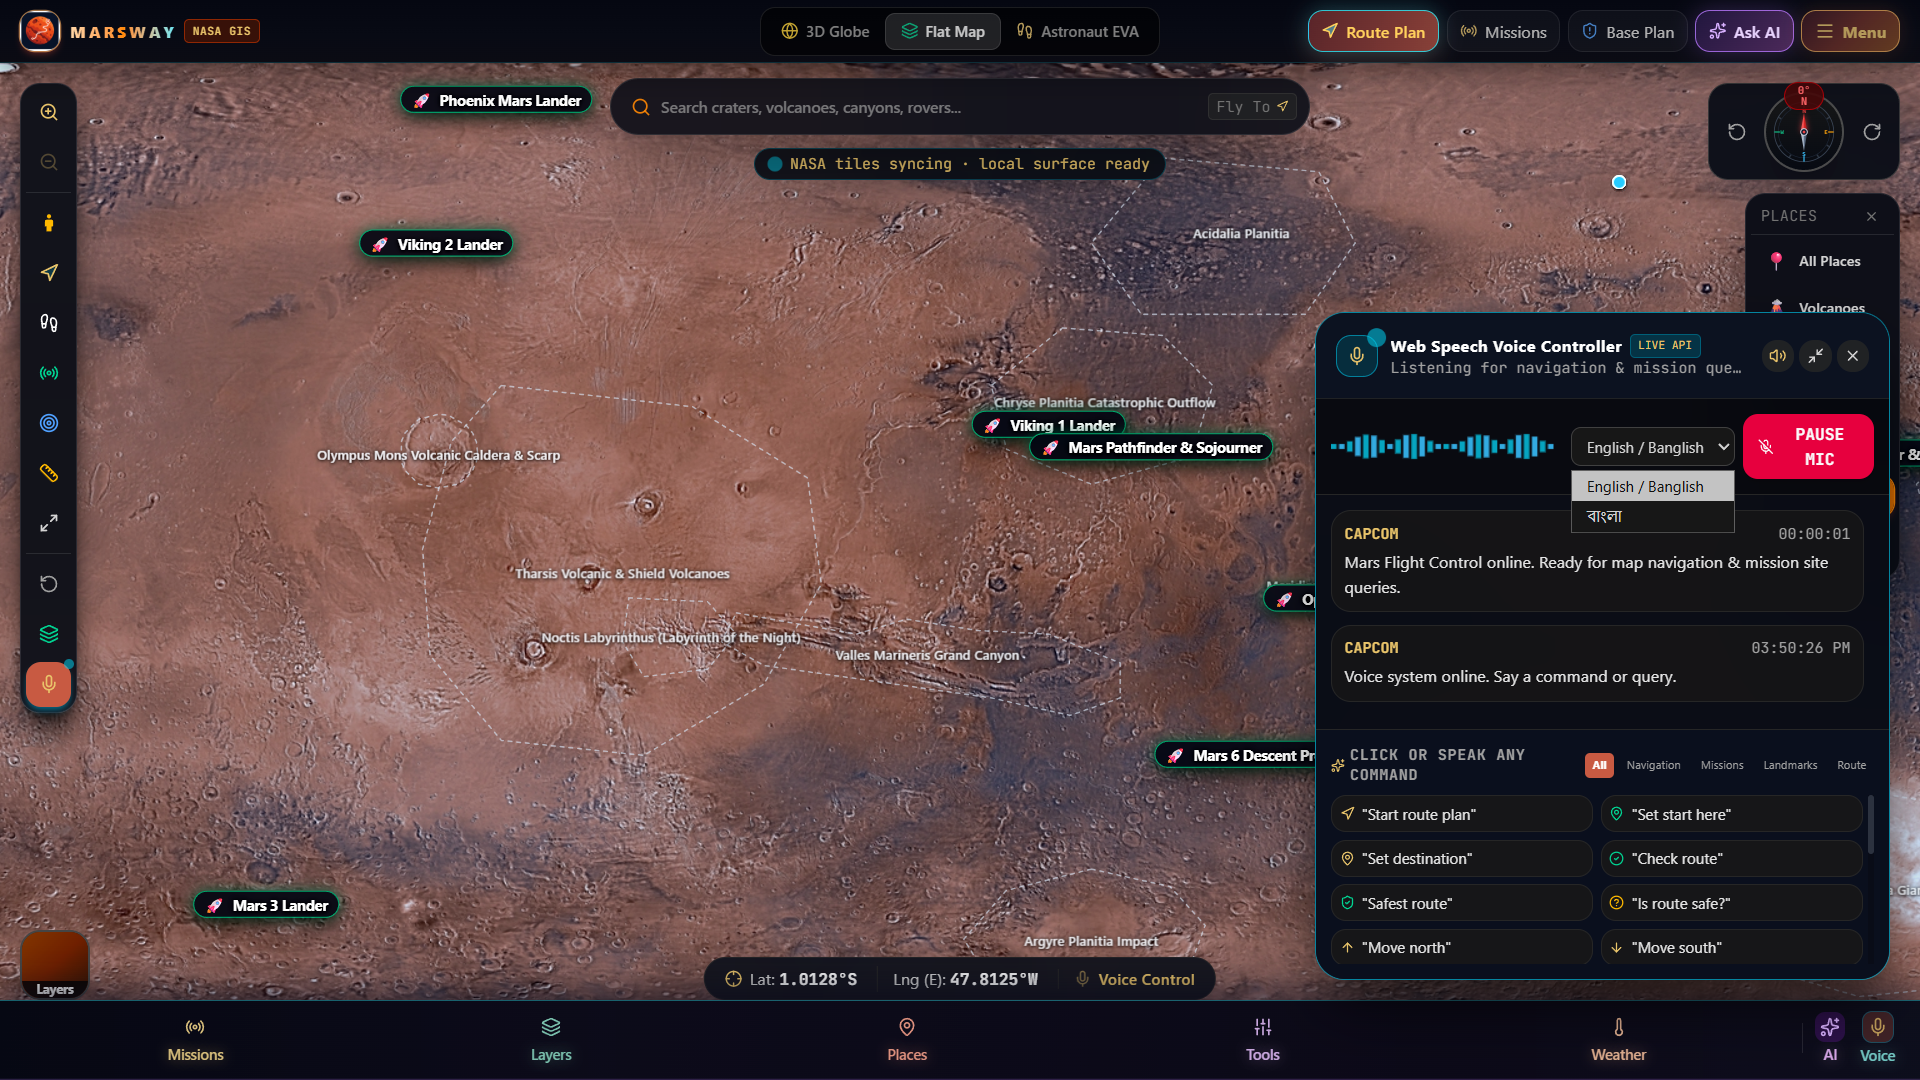 MARSWAY NASA GIS
3D Globe Flat Map Astronaut EVA
Route Plan Missions Base Plan Ask AI Menu
Phoenix Mars Lander
Search craters, volcanoes, canyons, rovers...
Fly To
NASA tiles syncing · local surface ready
0°
N
Viking 2 Lander
Acidalia Planitia
PLACES
All Places
Volcanoes
Olympus Mons Volcanic Caldera & Scarp
Chryse Planitia Catastrophic Outflow
Viking 1 Lander
Mars Pathfinder & Sojourner
Tharsis Volcanic & Shield Volcanoes
Noctis Labyrinthus (Labyrinth of the Night)
Valles Marineris Grand Canyon
Mars 6 Descent Pr
Mars 3 Lander
Argyre Planitia Impact
Web Speech Voice Controller LIVE API
Listening for navigation & mission que…
English / Banglish
PAUSE
MIC
English / Banglish
বাংলা
CAPCOM 00:00:01
Mars Flight Control online. Ready for map navigation & mission site
queries.
CAPCOM 03:50:26 PM
Voice system online. Say a command or query.
CLICK OR SPEAK ANY
COMMAND
All Navigation Missions Landmarks Route
"Start route plan" "Set start here"
"Set destination" "Check route"
"Safest route" "Is route safe?"
"Move north" "Move south"
Layers
Lat: 1.0128°S Lng (E): 47.8125°W Voice Control
Missions Layers Places Tools Weather AI Voice